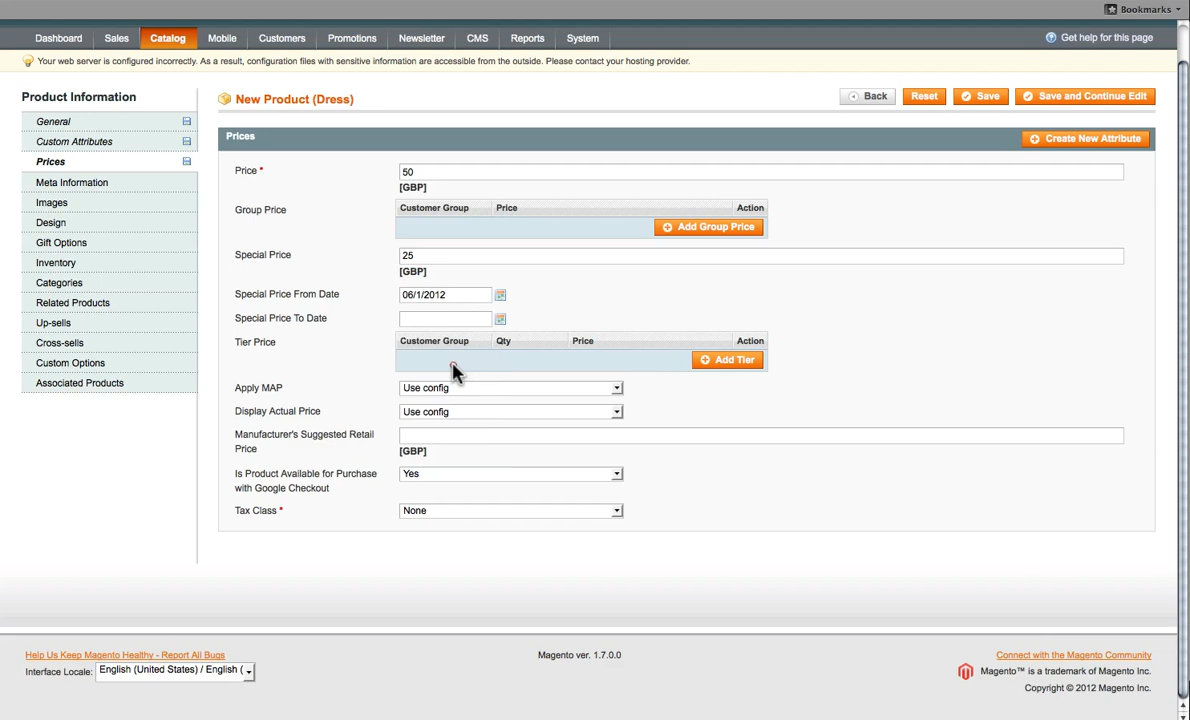 Bookmarks
Dashboard Sales Catalog Mobile Customers Promotions Newsletter CMS Reports System Get help for this page
Your web server is configured incorrectly. As a result, configuration files with sensitive information are accessible from the outside. Please contact your hosting provider.
Product Information
General
Custom Attributes
Prices
Meta Information
Images
Design
Gift Options
Inventory
Categories
Related Products
Up-sells
Cross-sells
Custom Options
Associated Products
New Product (Dress) Back Reset Save Save and Continue Edit
Prices Create New Attribute
Price * 50
[GBP]
Group Price Customer Group Price Action
Add Group Price
Special Price 25
[GBP]
Special Price From Date 06/1/2012
Special Price To Date
Tier Price Customer Group Qty Price Action
Add Tier
Apply MAP Use config
Display Actual Price Use config
Manufacturer's Suggested Retail
Price
[GBP]
Is Product Available for Purchase Yes
with Google Checkout
Tax Class * None
Help Us Keep Magento Healthy - Report All Bugs Magento ver. 1.7.0.0 Connect with the Magento Community
Interface Locale: English (United States) / English ( Magento™ is a trademark of Magento Inc.
Copyright © 2012 Magento Inc.